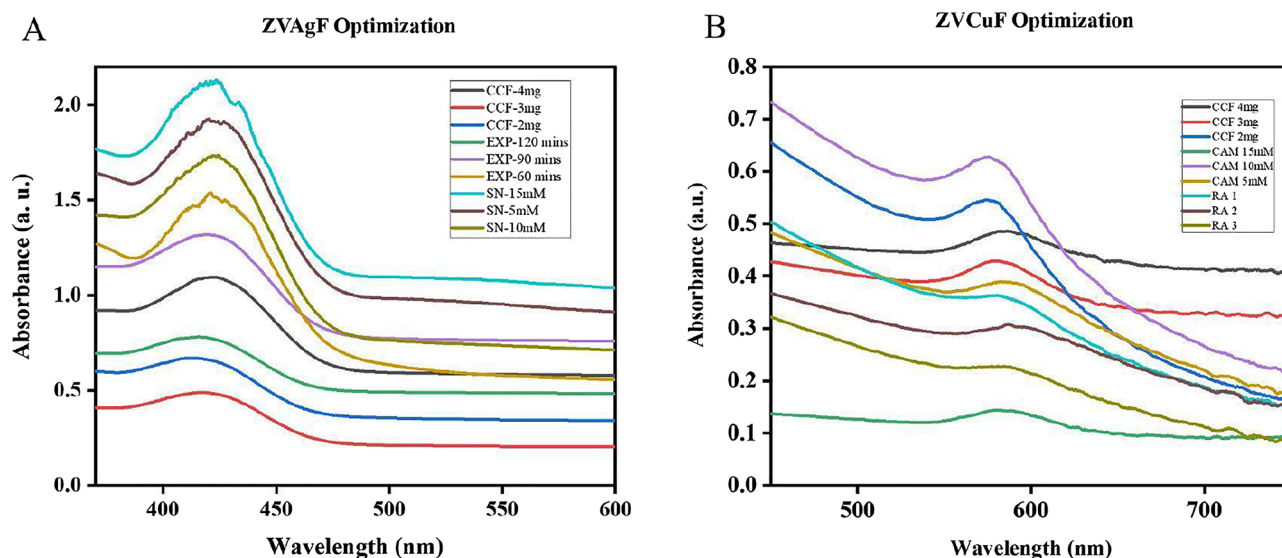 A
ZVAgF Optimization
Absorbance (a. u.)
2.0
1.5
1.0
0.5
0.0
400
450
500
550
600
Wavelength (nm)
CCF-4mg
CCF-3mg
CCF-2mg
EXP-120 mins
EXP-90 mins
EXP-60 mins
SN-15mM
SN-5mM
SN-10mM
B
ZVCuF Optimization
Absorbance (a.u.)
0.8
0.7
0.6
0.5
0.4
0.3
0.2
0.1
0.0
500
600
700
Wavelength (nm)
CCF 4mg
CCF 3mg
CCF 2mg
CAM 15mM
CAM 10mM
CAM 5mM
RA 1
RA 2
RA 3